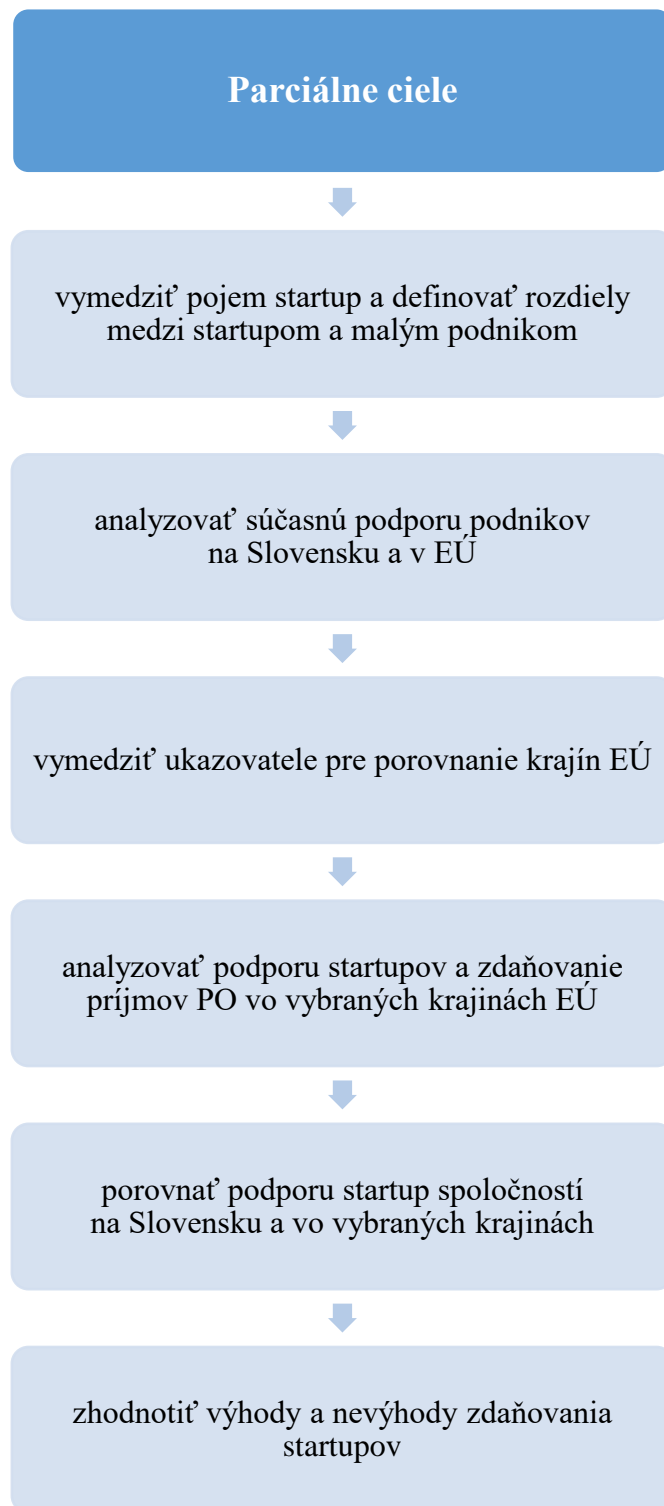 Parciálne ciele
vymedziť pojem startup a definovať rozdiely
medzi startupom a malým podnikom
analyzovať súčasnú podporu podnikov
na Slovensku a v EÚ
vymedziť ukazovatele pre porovnanie krajín EÚ
analyzovať podporu startupov a zdaňovanie
príjmov PO vo vybraných krajinách EÚ
porovnať podporu startup spoločností
na Slovensku a vo vybraných krajinách
zhodnotiť výhody a nevýhody zdaňovania
startupov